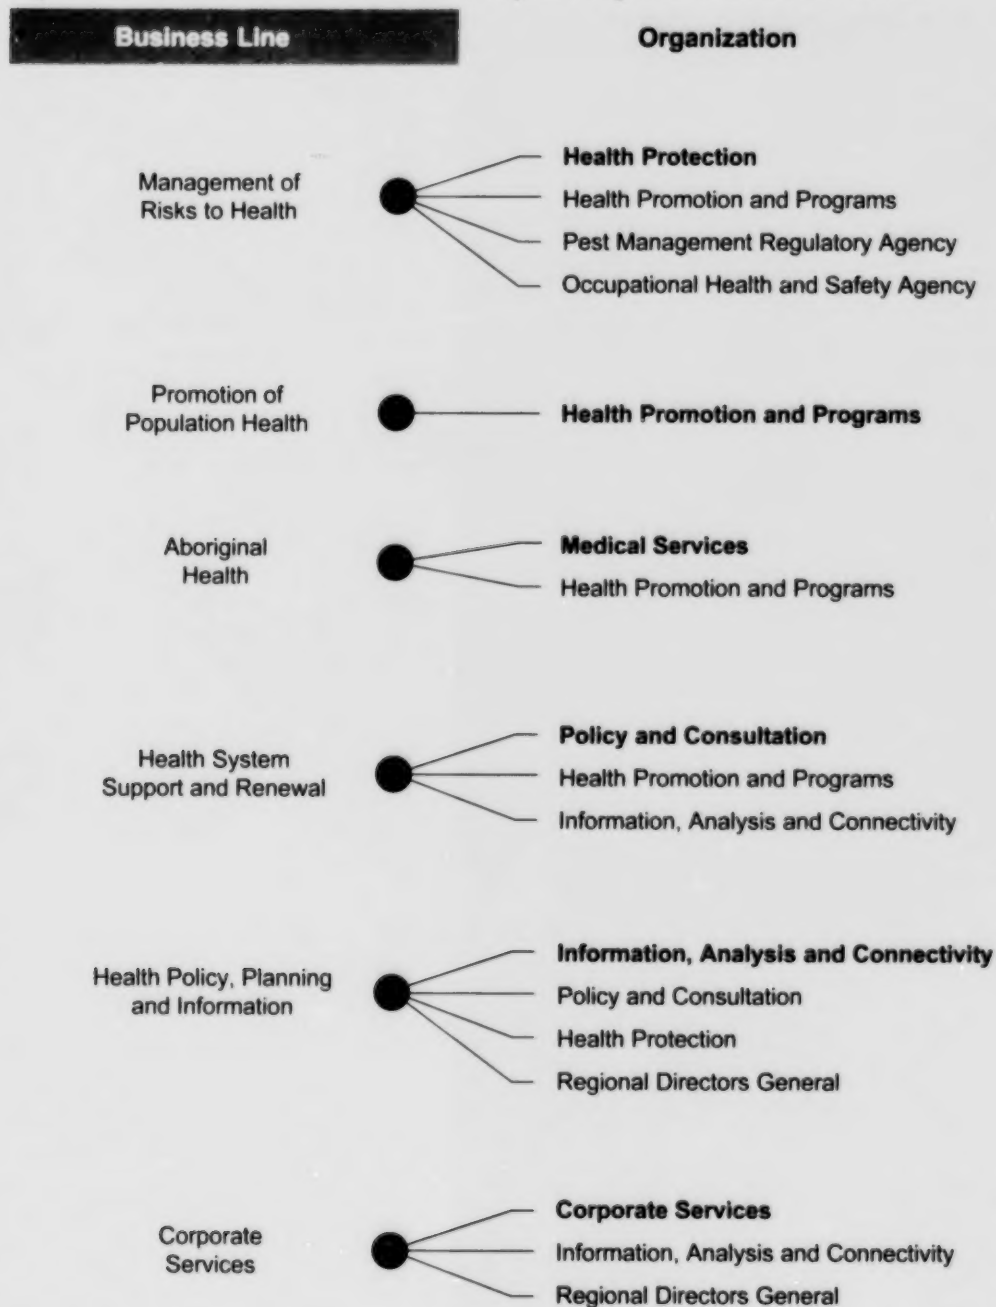 Business Line
Organization
Management of
Risks to Health
Health Protection
Health Promotion and Programs
Pest Management Regulatory Agency
Occupational Health and Safety Agency
Promotion of
Population Health
Health Promotion and Programs
Aboriginal
Health
Medical Services
Health Promotion and Programs
Health System
Support and Renewal
Policy and Consultation
Health Promotion and Programs
Information, Analysis and Connectivity
Health Policy, Planning
and Information
Information, Analysis and Connectivity
Policy and Consultation
Health Protection
Regional Directors General
Corporate
Services
Corporate Services
Information, Analysis and Connectivity
Regional Directors General